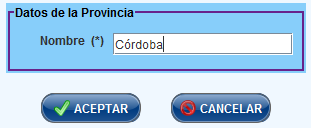 Datos de la Provincia
Nombre (*) Córdoba
ACEPTAR CANCELAR